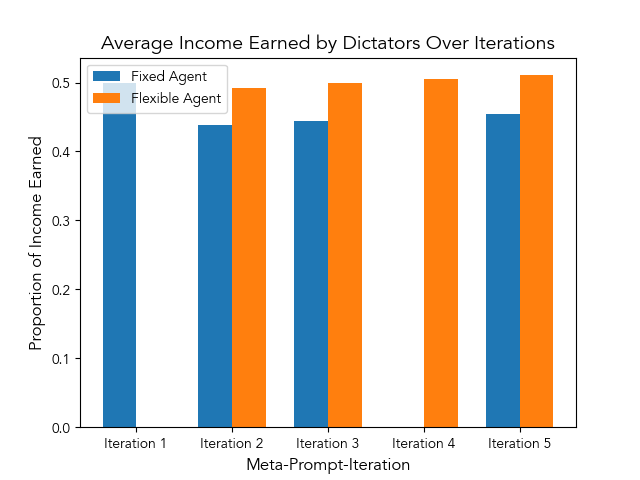 Average Income Earned by Dictators Over Iterations
Fixed Agent
Flexible Agent
Proportion of Income Earned
0.5
0.4
0.3
0.2
0.1
0.0
Iteration 1
Iteration 2
Iteration 3
Iteration 4
Iteration 5
Meta-Prompt-Iteration